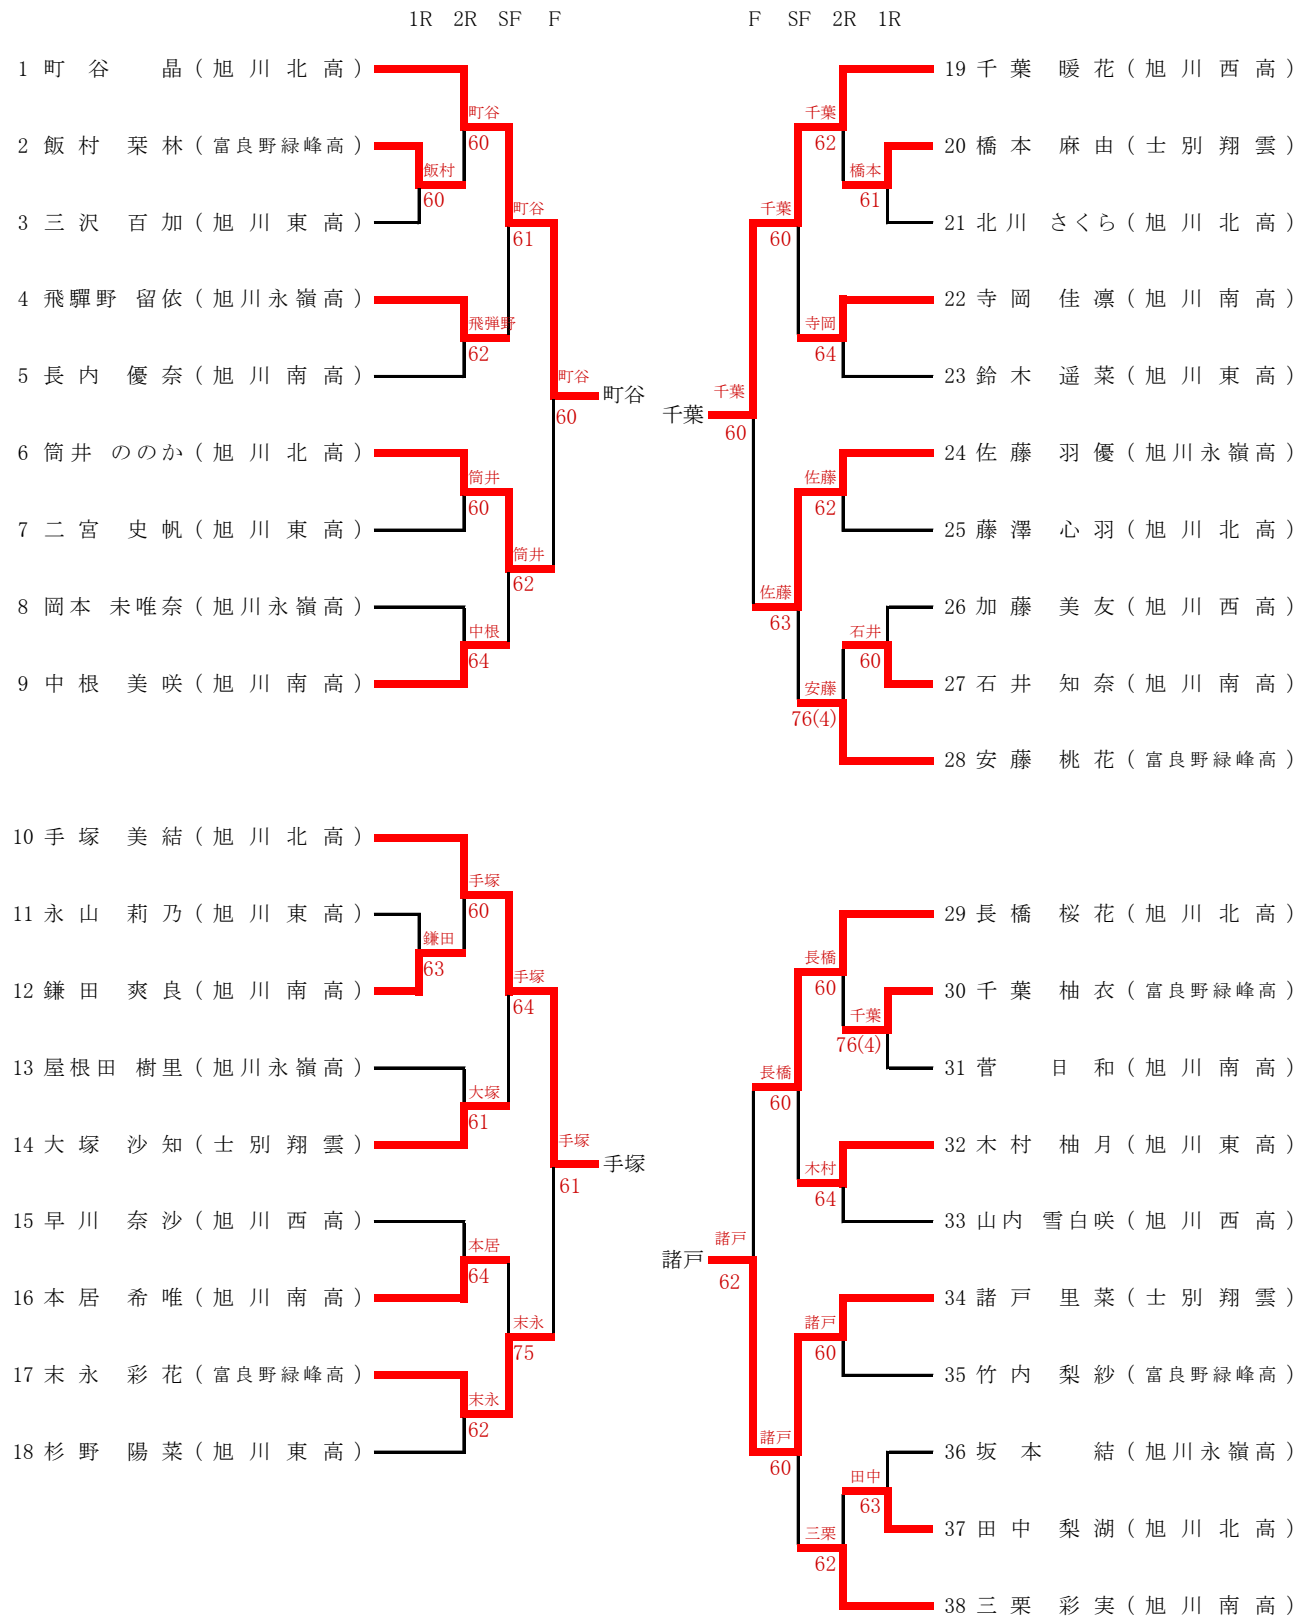 1R 2R SF F
1 町谷 晶(旭川北高)
町谷
60
2 飯村 栞林(富良野緑峰高)
飯村
60
3 三沢 百加(旭川東高)
町谷
61
4 飛驒野 留依(旭川永嶺高)
飛弾野
62
5 長内 優奈(旭川南高)
町谷
町谷
60
6 筒井 ののか(旭川北高)
筒井
60
7 二宮 史帆(旭川東高)
筒井
62
8 岡本 未唯奈(旭川永嶺高)
中根
64
9 中根 美咲(旭川南高)
10 手塚 美結(旭川北高)
手塚
60
11 永山 莉乃(旭川東高)
鎌田
63
12 鎌田 爽良(旭川南高)
手塚
64
13 屋根田 樹里(旭川永嶺高)
大塚
61
14 大塚 沙知(士別翔雲)
手塚
手塚
61
15 早川 奈沙(旭川西高)
本居
64
16 本居 希唯(旭川南高)
末永
75
17 末永 彩花(富良野緑峰高)
末永
62
18 杉野 陽菜(旭川東高)
F SF 2R 1R
19 千葉 暖花(旭川西高)
千葉
62
20 橋本 麻由(士別翔雲)
橋本
61
21 北川 さくら(旭川北高)
千葉
60
22 寺岡 佳凛(旭川南高)
寺岡
64
23 鈴木 遥菜(旭川東高)
千葉
千葉
60
24 佐藤 羽優(旭川永嶺高)
佐藤
62
25 藤澤 心羽(旭川北高)
佐藤
63
26 加藤 美友(旭川西高)
石井
60
27 石井 知奈(旭川南高)
安藤
76(4)
28 安藤 桃花(富良野緑峰高)
29 長橋 桜花(旭川北高)
長橋
60
30 千葉 柚衣(富良野緑峰高)
千葉
76(4)
31 菅 日和(旭川南高)
長橋
60
32 木村 柚月(旭川東高)
木村
64
33 山内 雪白咲(旭川西高)
諸戸
諸戸
62
34 諸戸 里菜(士別翔雲)
諸戸
60
35 竹内 梨紗(富良野緑峰高)
諸戸
60
36 坂本 結(旭川永嶺高)
田中
63
37 田中 梨湖(旭川北高)
三栗
62
38 三栗 彩実(旭川南高)